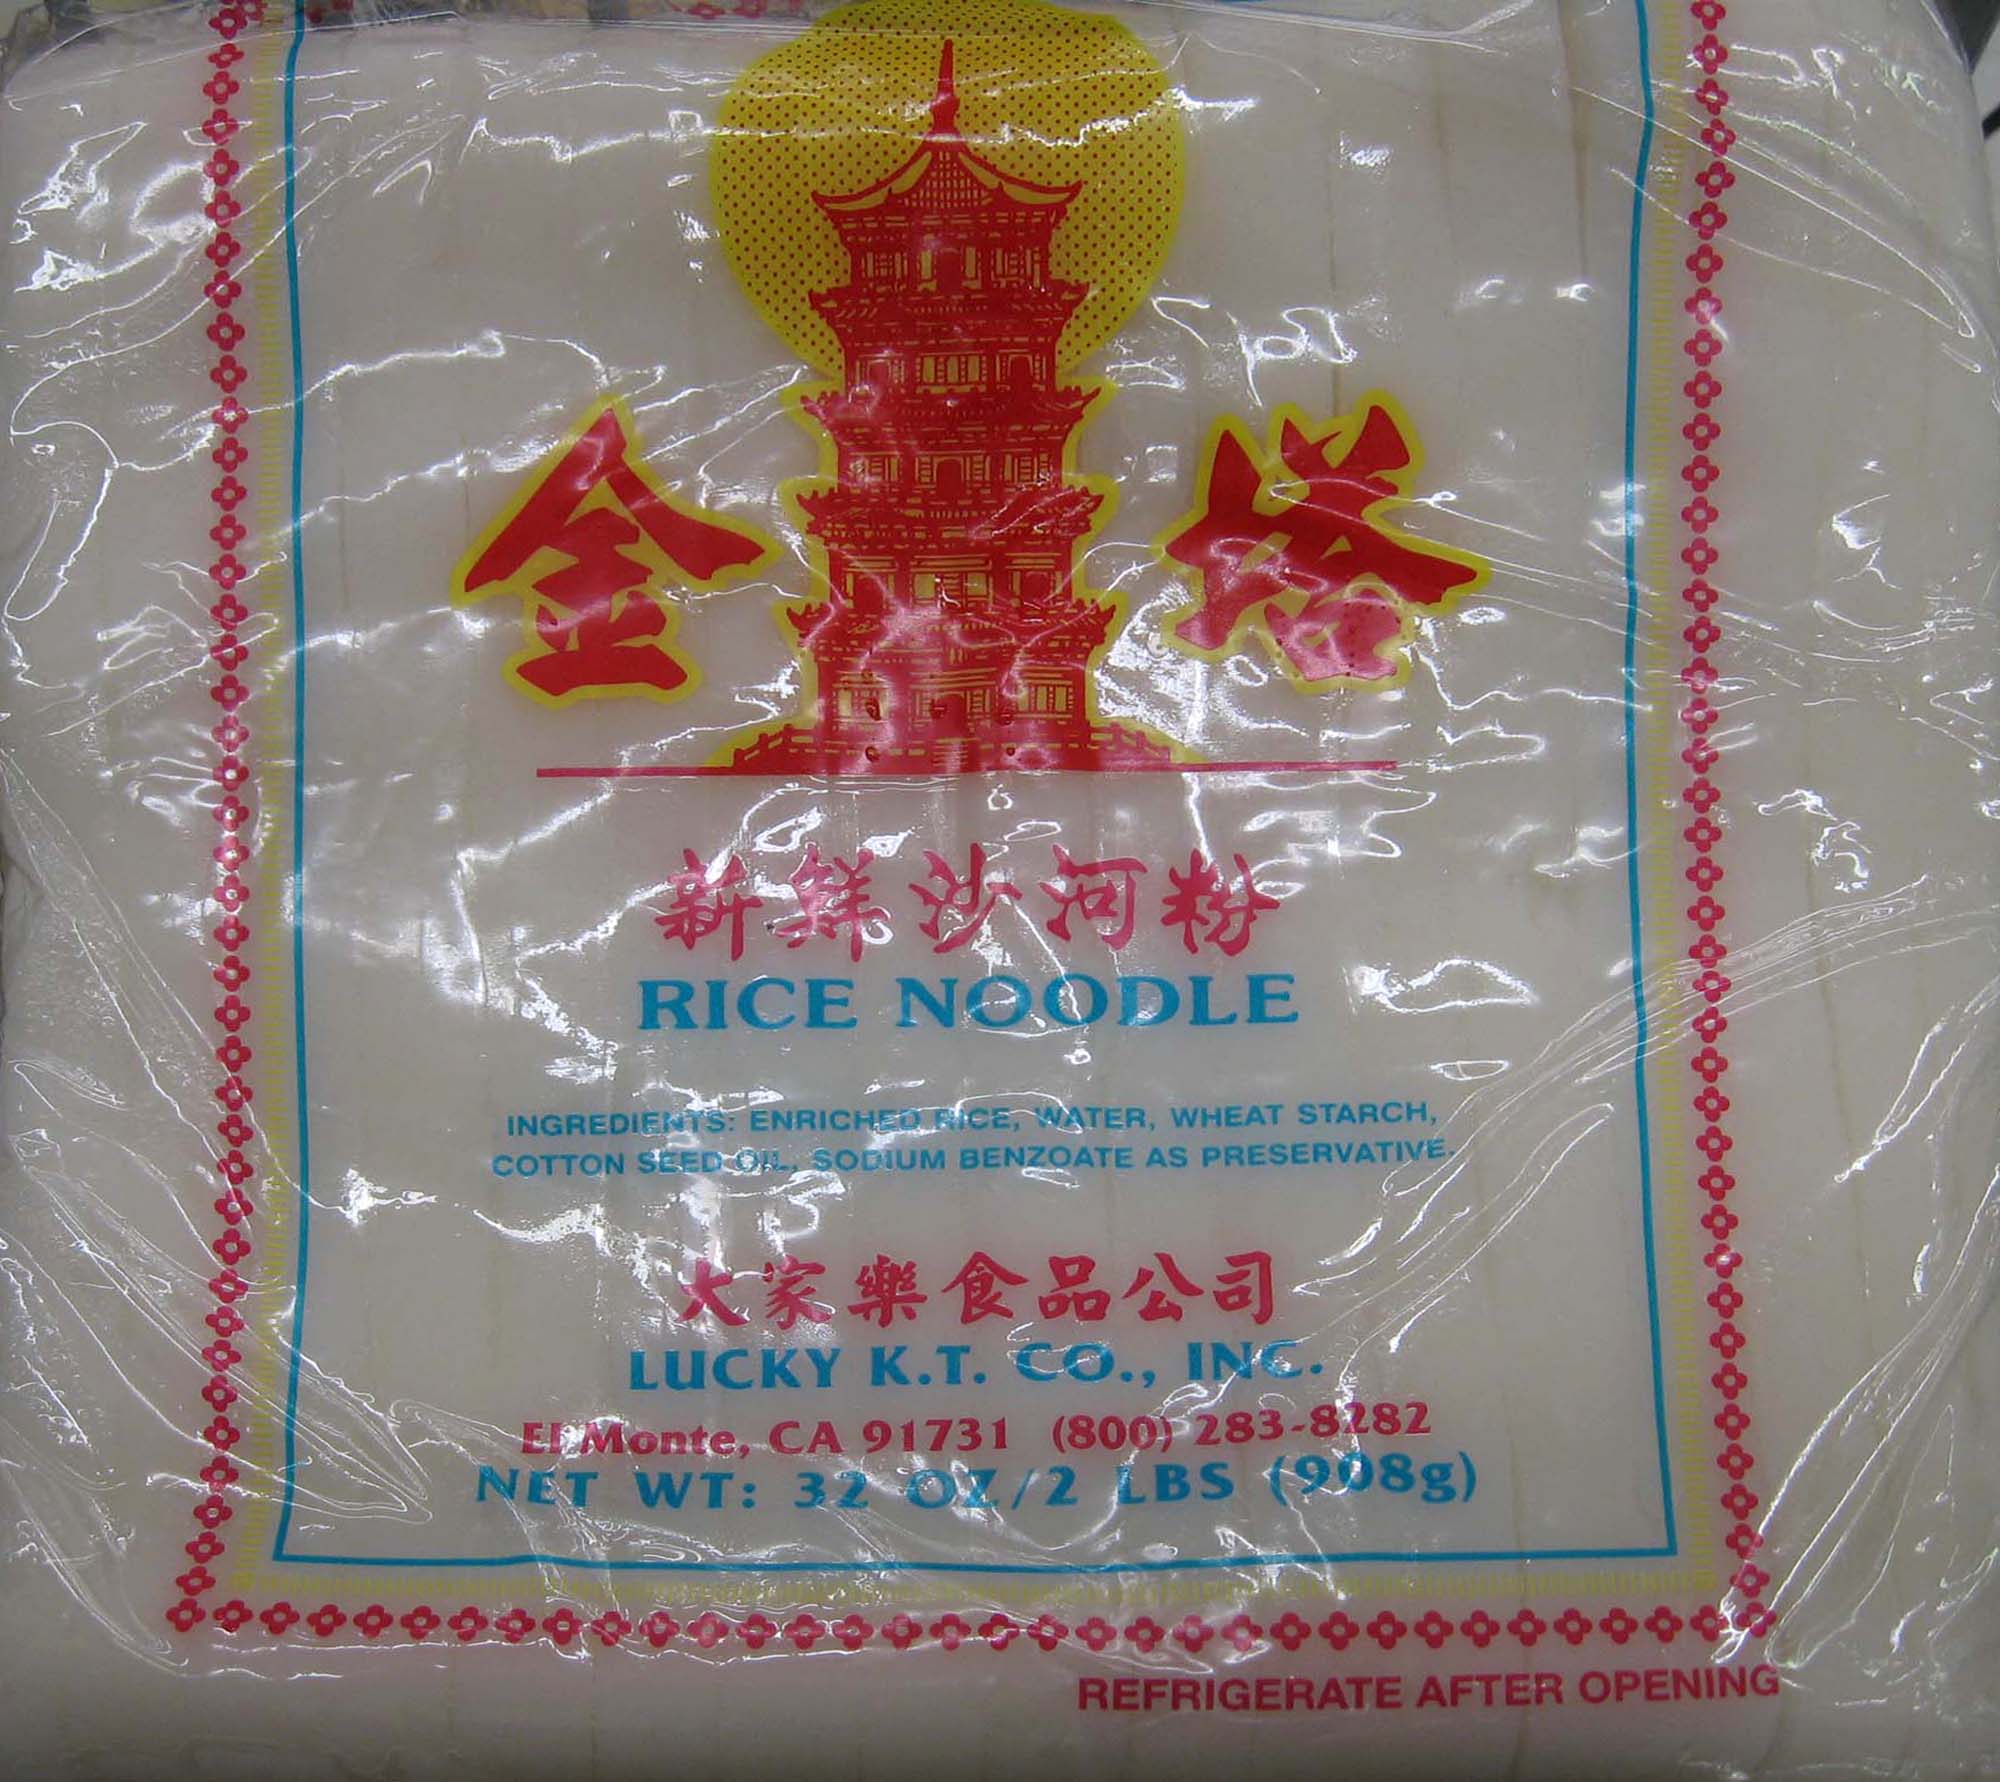 金塔
新鮮沙河粉
RICE NOODLE
INGREDIENTS: ENRICHED RICE, WATER, WHEAT STARCH,
COTTON SEED OIL, SODIUM BENZOATE AS PRESERVATIVE.
大家樂食品公司
LUCKY K.T. CO., INC.
El Monte, CA 91731 (800) 283-8282
NET WT: 32 OZ/2 LBS (908g)
REFRIGERATE AFTER OPENING